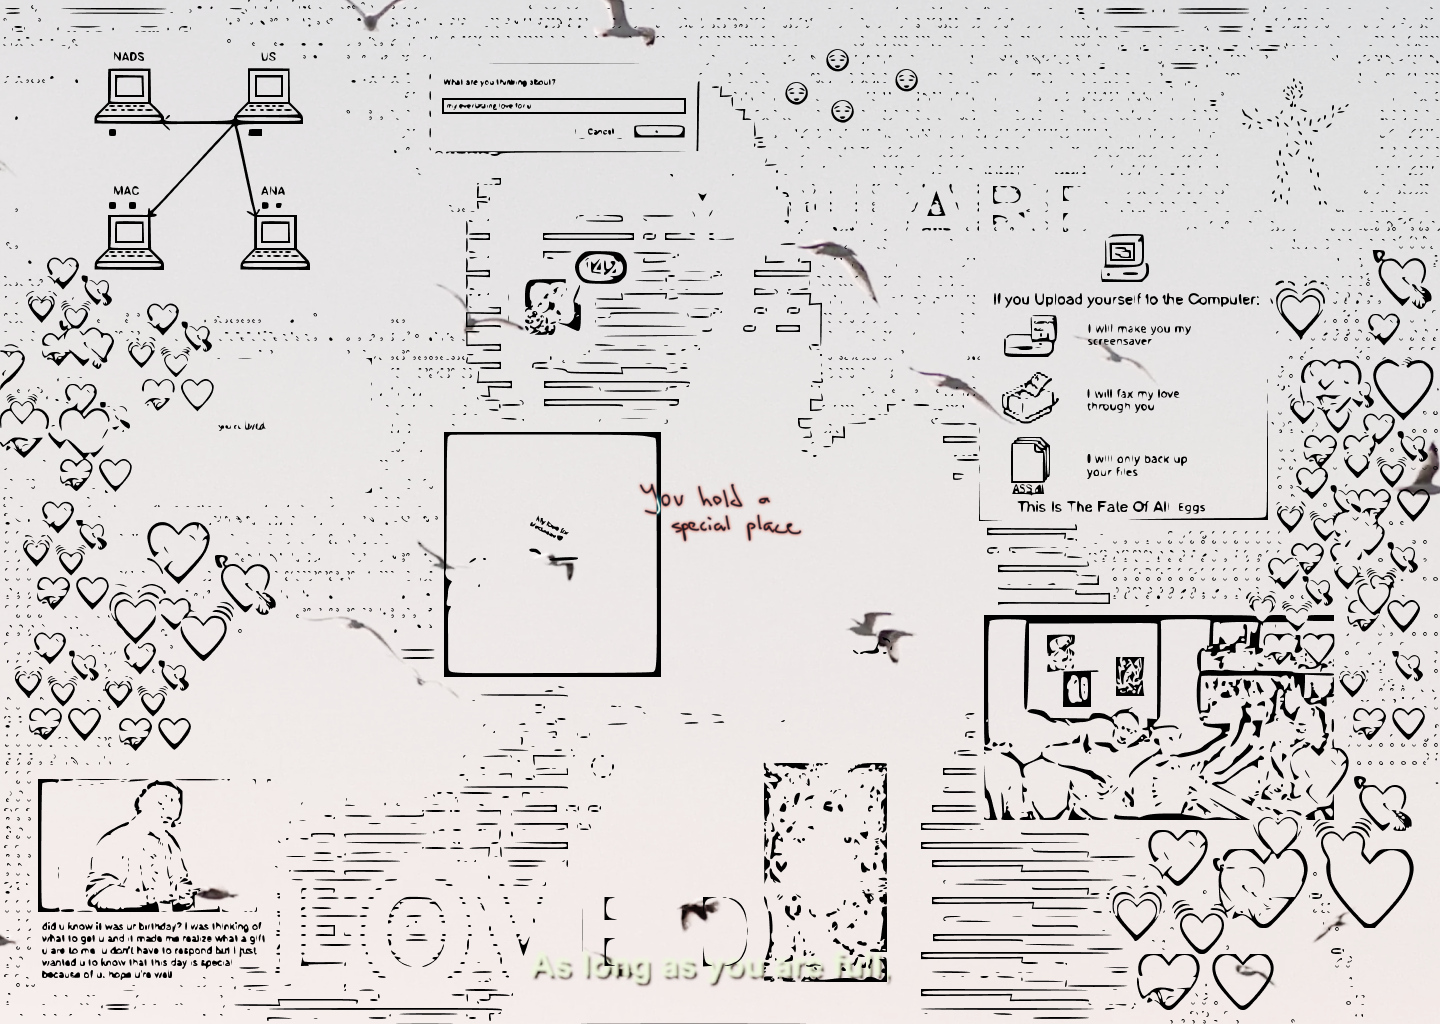 NADS
US
MAC
ANA
What are you thinking about?
my everlasting love for u
Cancel
YAY
ARE
If you Upload yourself to the Computer:
I will make you my
screensaver
I will fax my love
through you
I will only back up
your files
This Is The Fate Of All Eggs
you're loved
My love for
You hold a
special place
did u know it was ur birthday? I was thinking of
what to get u and it made me realize what a gift
u are to me. u don't have to respond but I just
wanted u to know that this day is special
because of u. hope u're well
LOVED
As long as you are full,